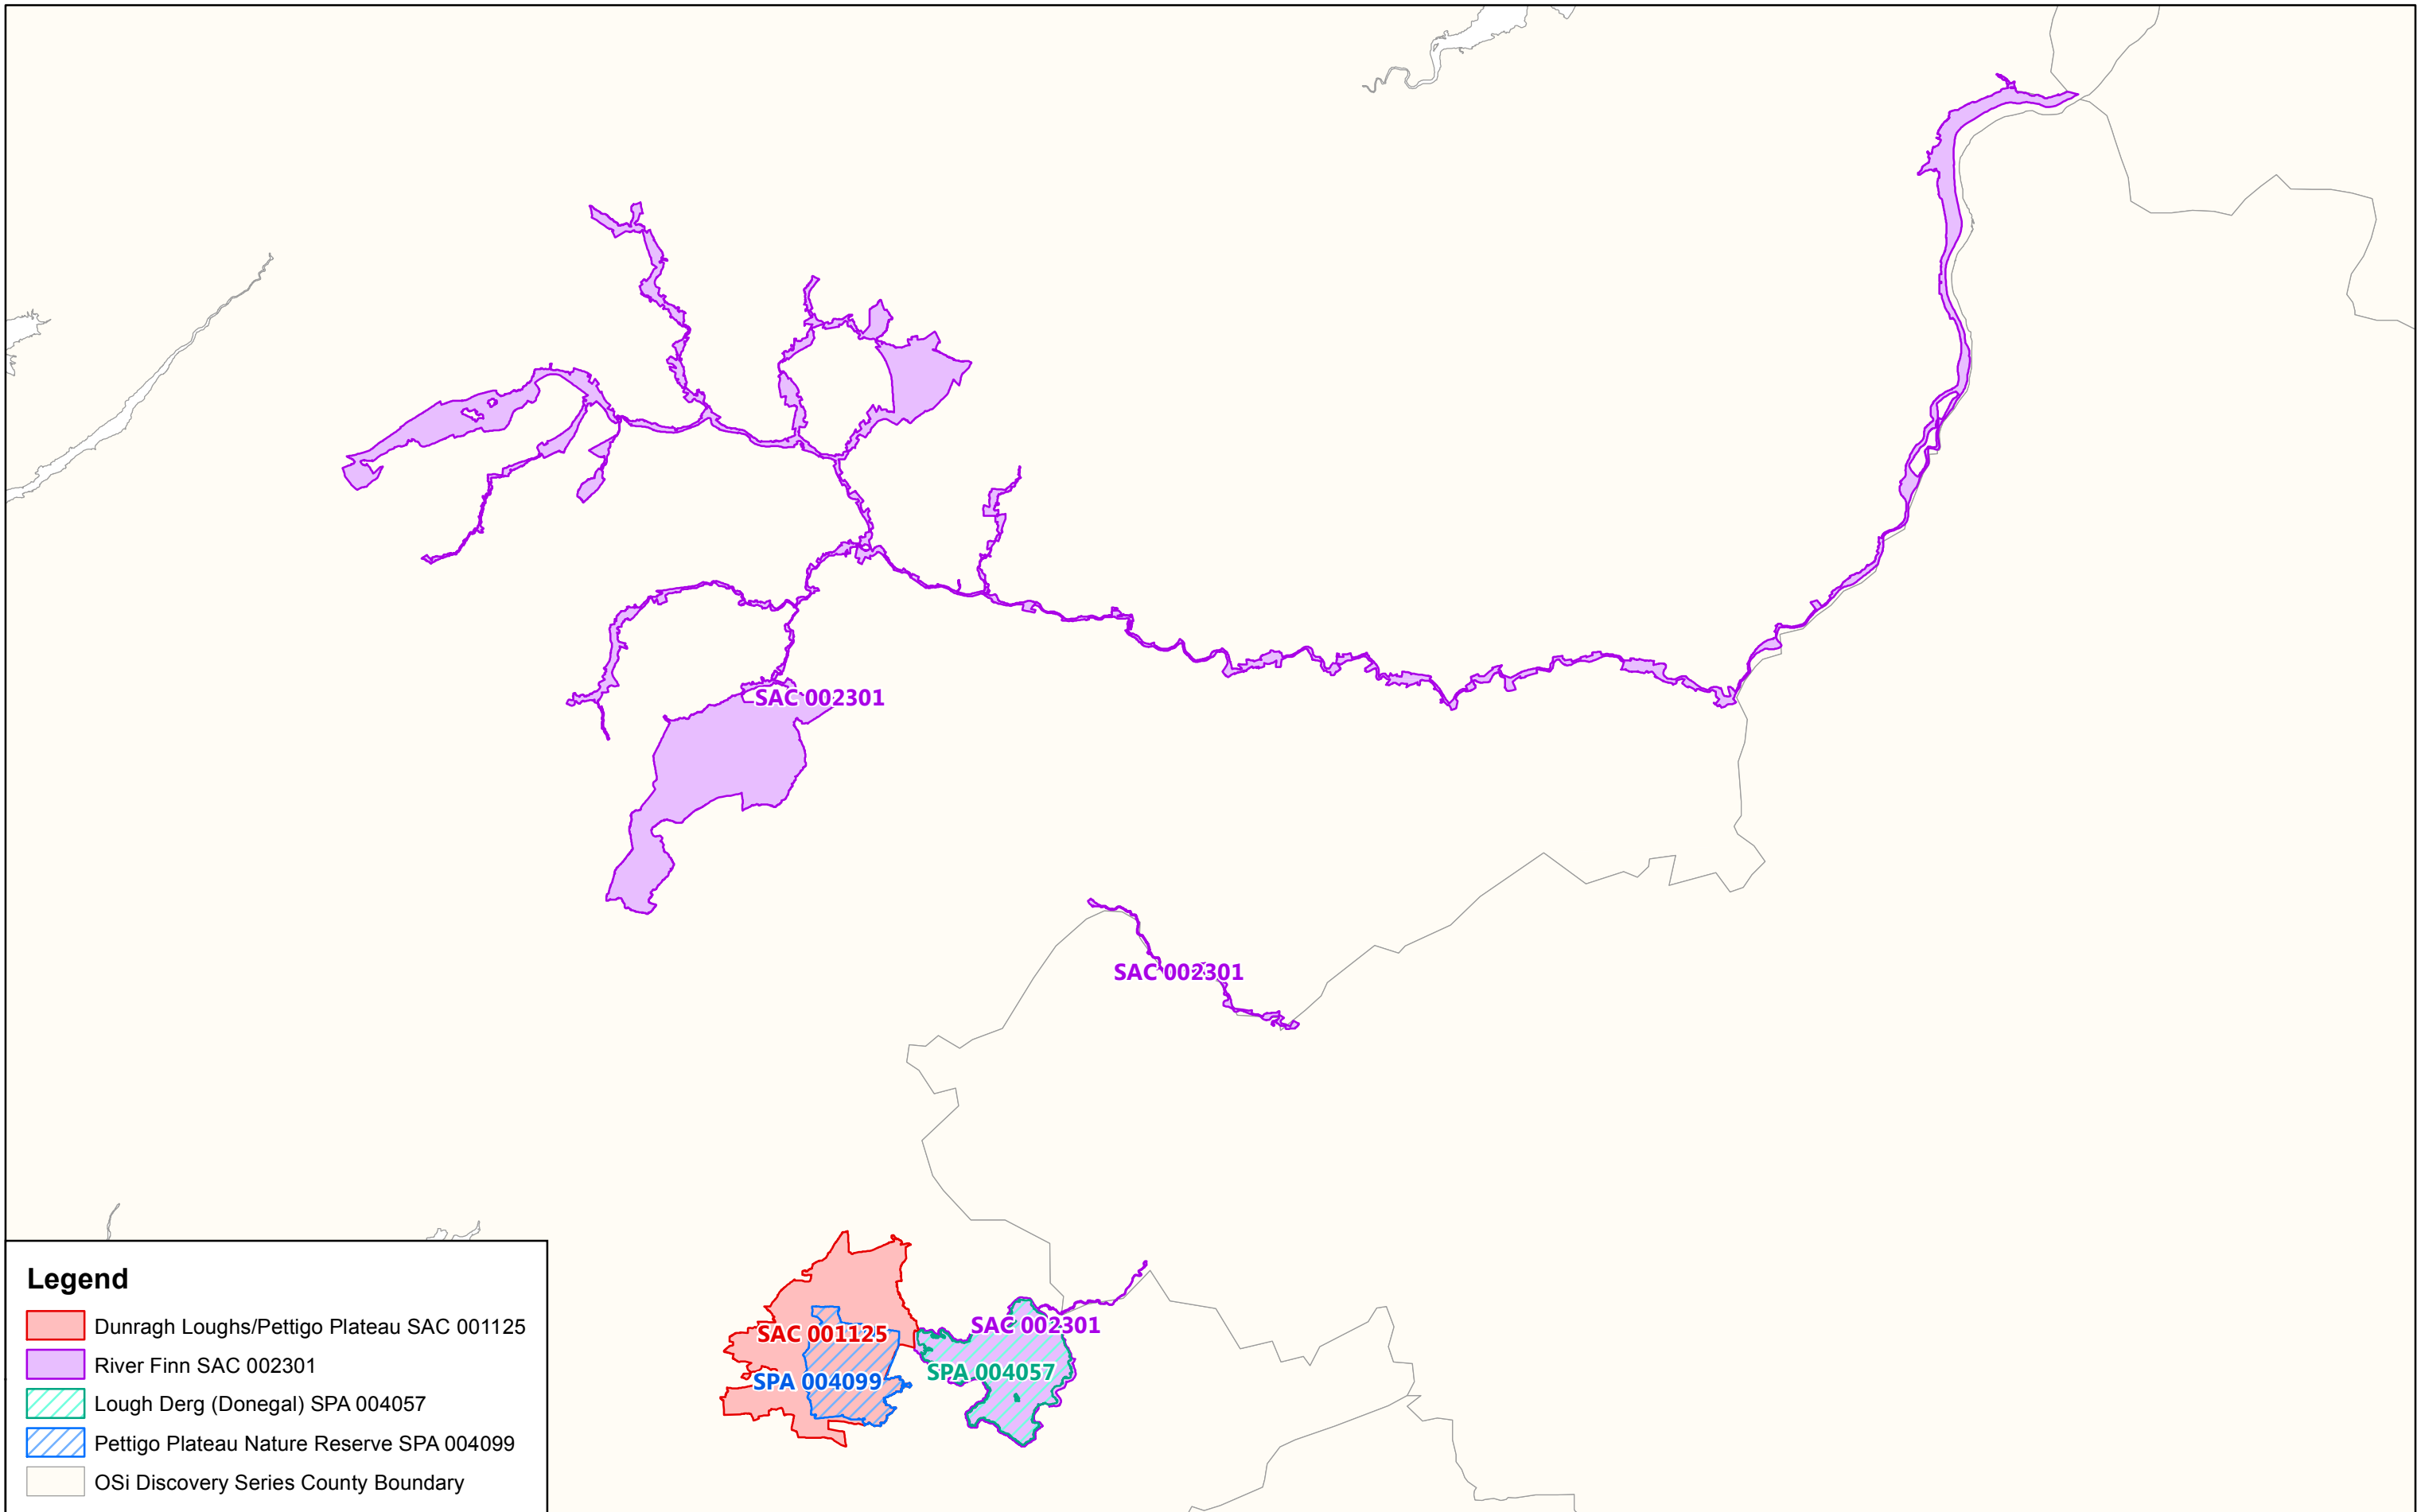 SAC 002301
SAC 002301
SAC 002301
SAC 001125
SPA 004057
SPA 004099
Legend
Dunragh Loughs/Pettigo Plateau SAC 001125
River Finn SAC 002301
Lough Derg (Donegal) SPA 004057
Pettigo Plateau Nature Reserve SPA 004099
OSi Discovery Series County Boundary